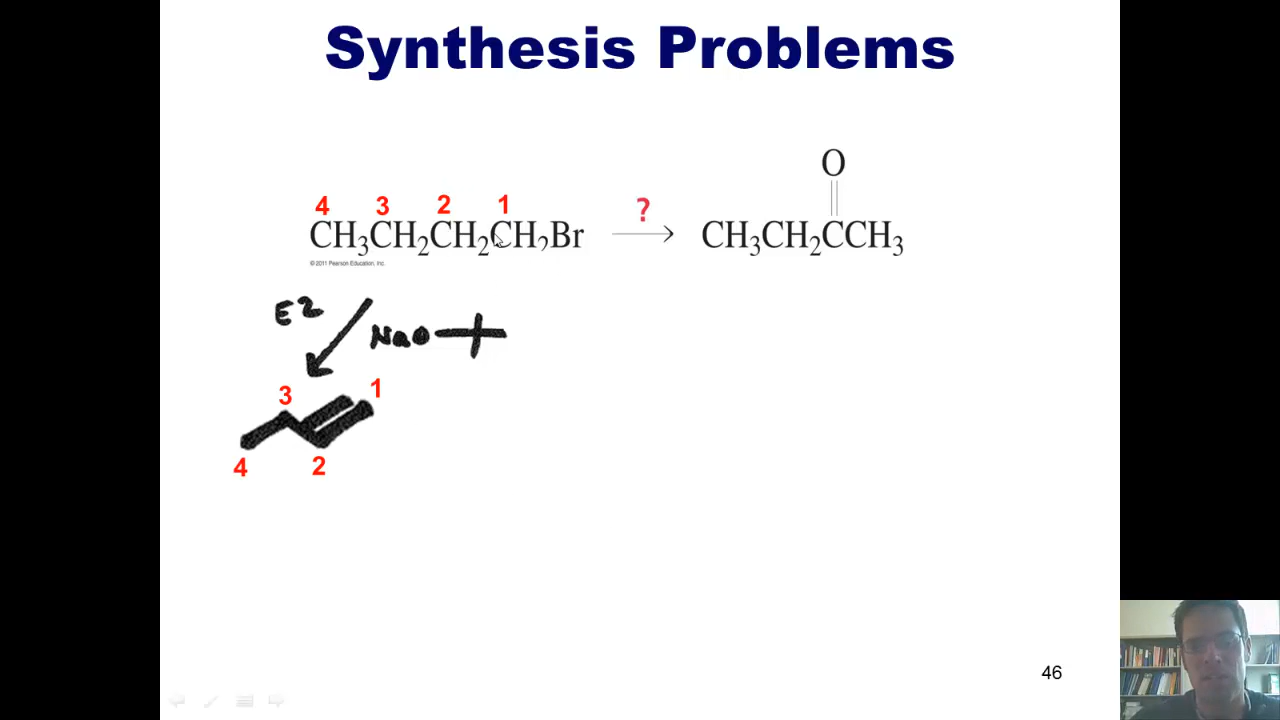 Synthesis Problems
O
4 3 2 1 ?
CH3CH2CH2CH2Br CH3CH2CCH3
© 2011 Pearson Education, Inc.
E2
NaO
3 1
4 2
46